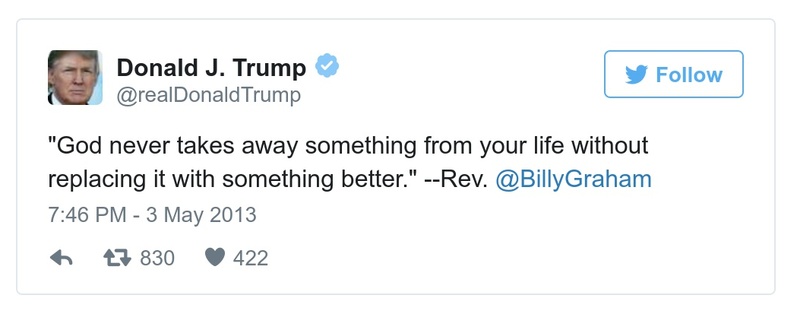 Donald J. Trump
@realDonaldTrump
Follow
"God never takes away something from your life without
replacing it with something better." --Rev. @BillyGraham
7:46 PM - 3 May 2013
830 422